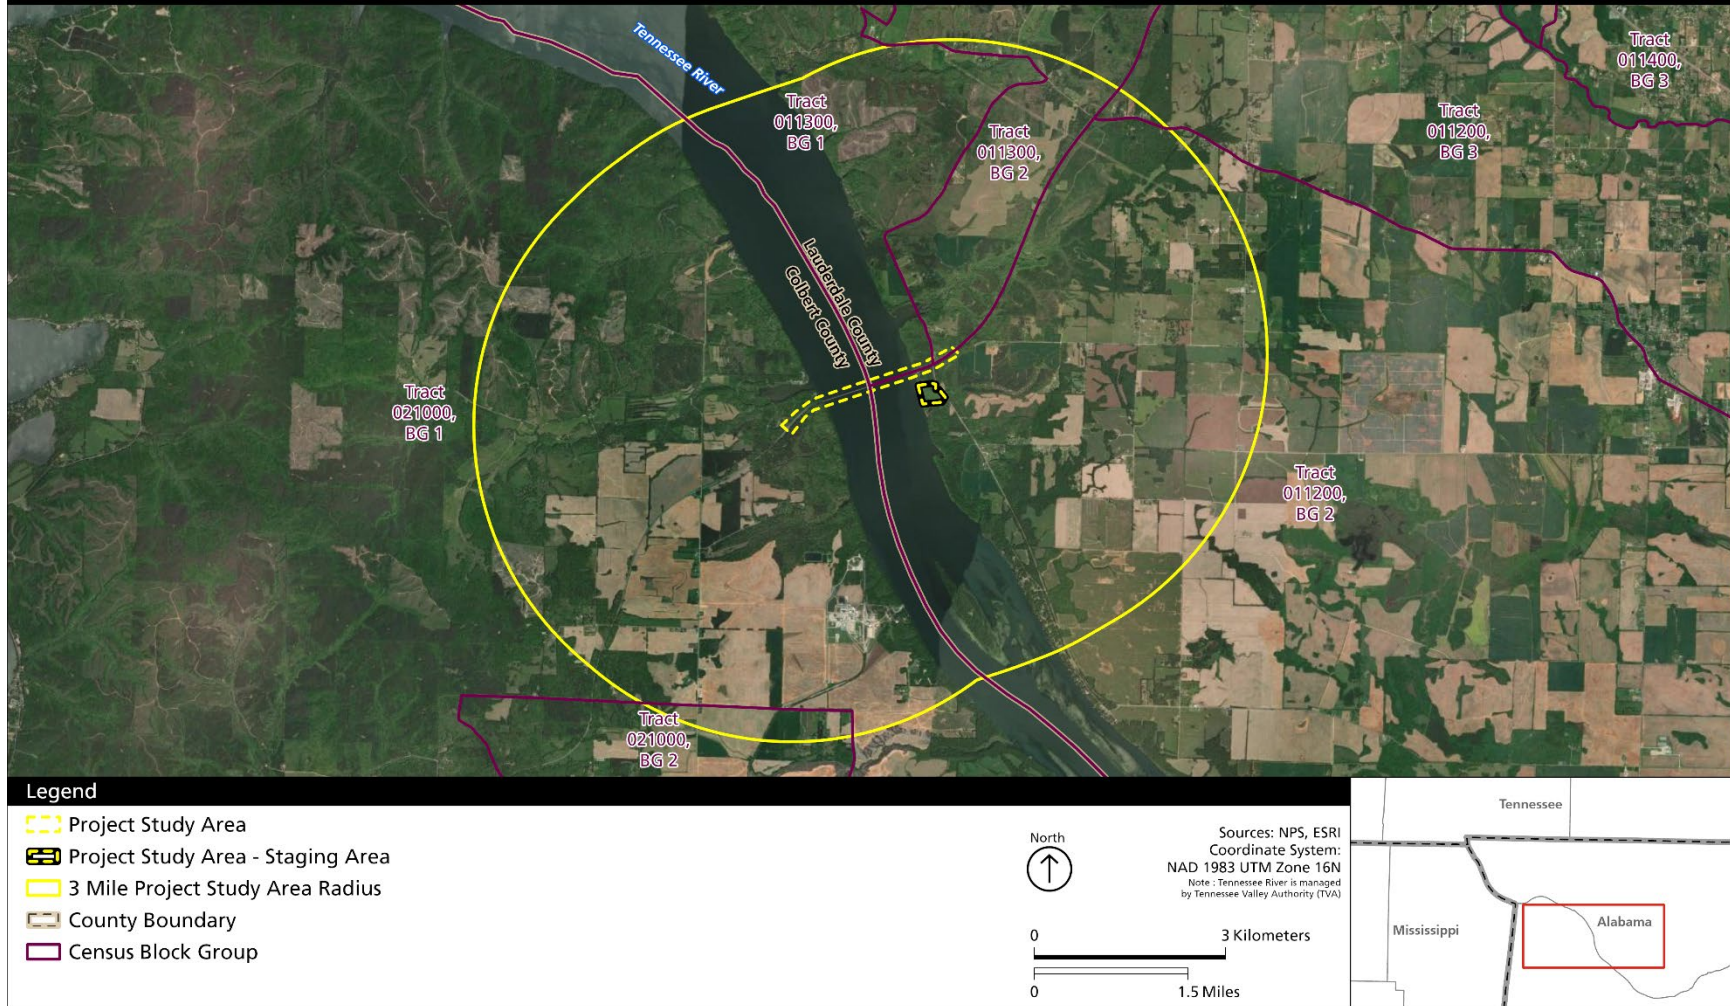 Tennessee River
Tract
011300,
BG 1
Tract
011300,
BG 2
Tract
011200,
BG 3
Tract
011400,
BG 3
Lauderdale County
Colbert County
Tract
021000,
BG 1
Tract
011200,
BG 2
Tract
021000,
BG 2
Legend
Project Study Area
Project Study Area - Staging Area
3 Mile Project Study Area Radius
County Boundary
Census Block Group
North
Sources: NPS, ESRI
Coordinate System:
NAD 1983 UTM Zone 16N
Note : Tennessee River is managed
by Tennessee Valley Authority (TVA)
0 3 Kilometers
0 1.5 Miles
Tennessee
Mississippi
Alabama